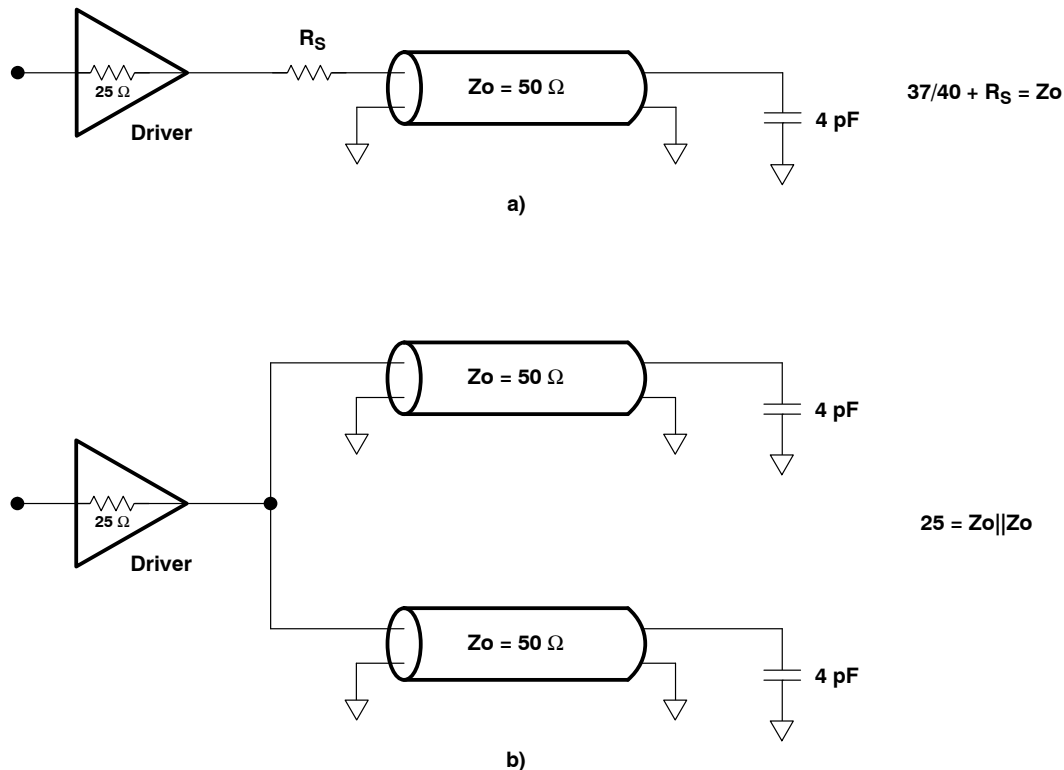 R_S
25 Ω
Driver
Zo = 50 Ω
37/40 + R_S = Zo
4 pF
a)
Zo = 50 Ω
4 pF
25 Ω
Driver
25 = Zo||Zo
Zo = 50 Ω
4 pF
b)